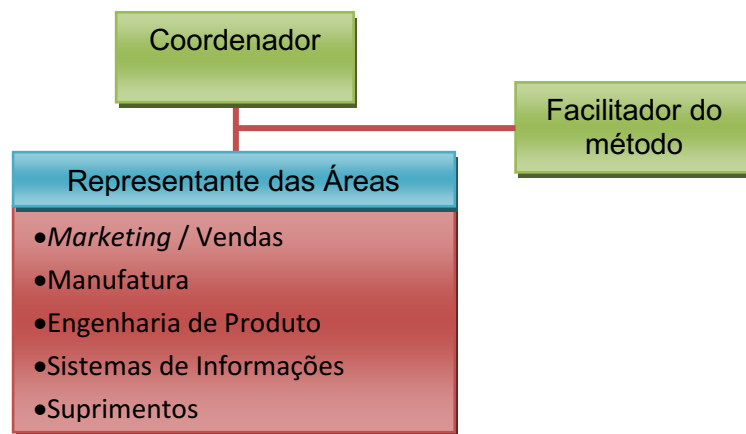 Coordenador
Facilitador do
método
Representante das Áreas
•Marketing / Vendas
•Manufatura
•Engenharia de Produto
•Sistemas de Informações
•Suprimentos